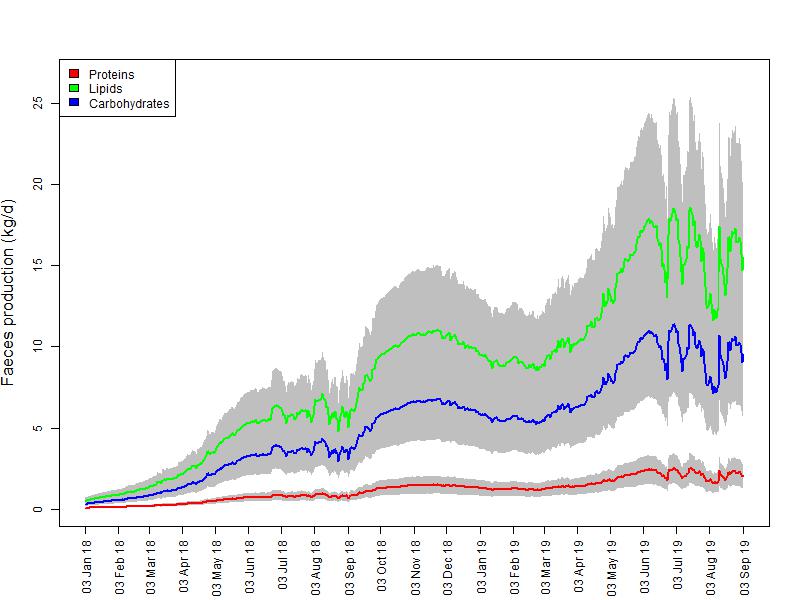 Proteins
Lipids
Carbohydrates
Faeces production (kg/d)
25
20
15
10
5
0
03 Jan 18
03 Feb 18
03 Mar 18
03 Apr 18
03 May 18
03 Jun 18
03 Jul 18
03 Aug 18
03 Sep 18
03 Oct 18
03 Nov 18
03 Dec 18
03 Jan 19
03 Feb 19
03 Mar 19
03 Apr 19
03 May 19
03 Jun 19
03 Jul 19
03 Aug 19
03 Sep 19